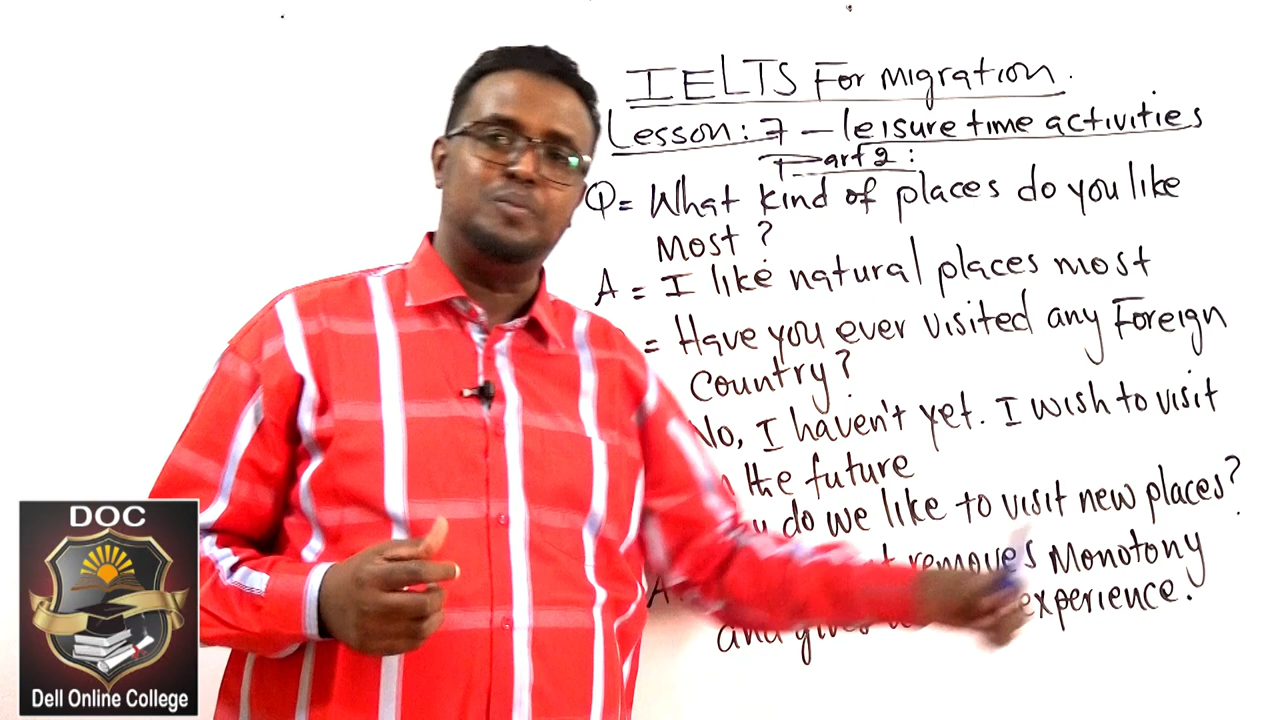 IELTS For Migration.
Lesson: 7 – leisure time activities
Part 2:
Q = What kind of places do you like
most?
A = I like natural places most
= Have you ever visited any Foreign
Country?
No, I haven't yet. I wish to visit
the future
do we like to visit new places?
removes Monotony
A
and experience.
DOC
Dell Online College